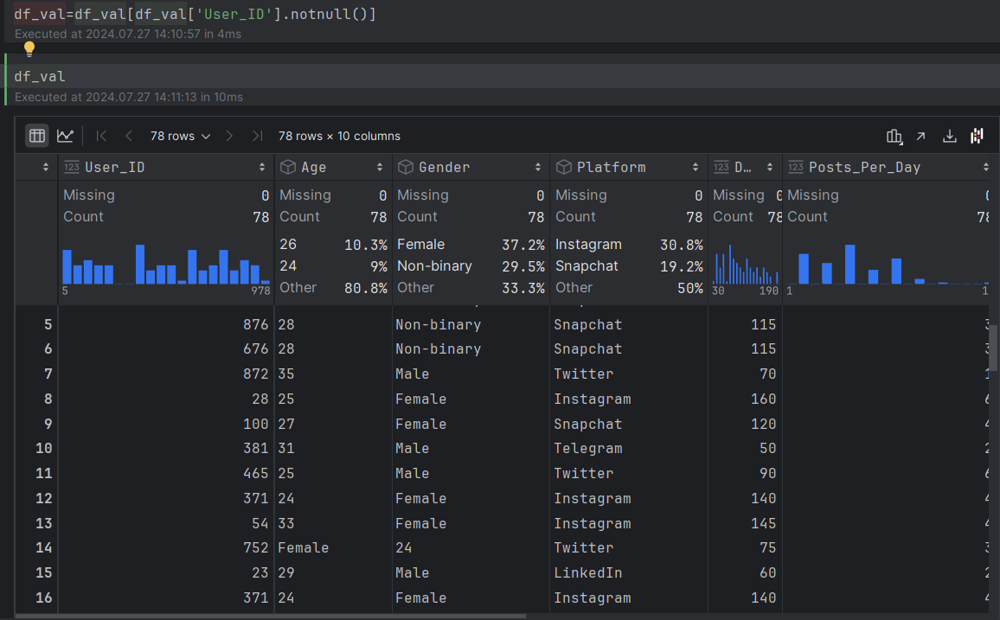 df_val=df_val[df_val['User_ID'].notnull()]
Executed at 2024.07.27 14:10:57 in 4ms
df_val
Executed at 2024.07.27 14:11:13 in 10ms
78 rows 78 rows × 10 columns
123 User_ID Age Gender Platform 123 D… 123 Posts_Per_Day
Missing 0 Missing 0 Missing 0 Missing 0 Missing 0 Missing 0
Count 78 Count 78 Count 78 Count 78 Count 78 Count 78
26 10.3% Female 37.2% Instagram 30.8%
24 9% Non-binary 29.5% Snapchat 19.2%
Other 80.8% Other 33.3% Other 50%
5 978 30 190 1 1
5 876 28 Non-binary Snapchat 115 3
6 676 28 Non-binary Snapchat 115 3
7 872 35 Male Twitter 70 1
8 28 25 Female Instagram 160 6
9 100 27 Female Snapchat 120 4
10 381 31 Male Telegram 50 2
11 465 25 Male Twitter 90 6
12 371 24 Female Instagram 140 4
13 54 33 Female Instagram 145 4
14 752 Female 24 Twitter 75 3
15 23 29 Male LinkedIn 60 2
16 371 24 Female Instagram 140 4